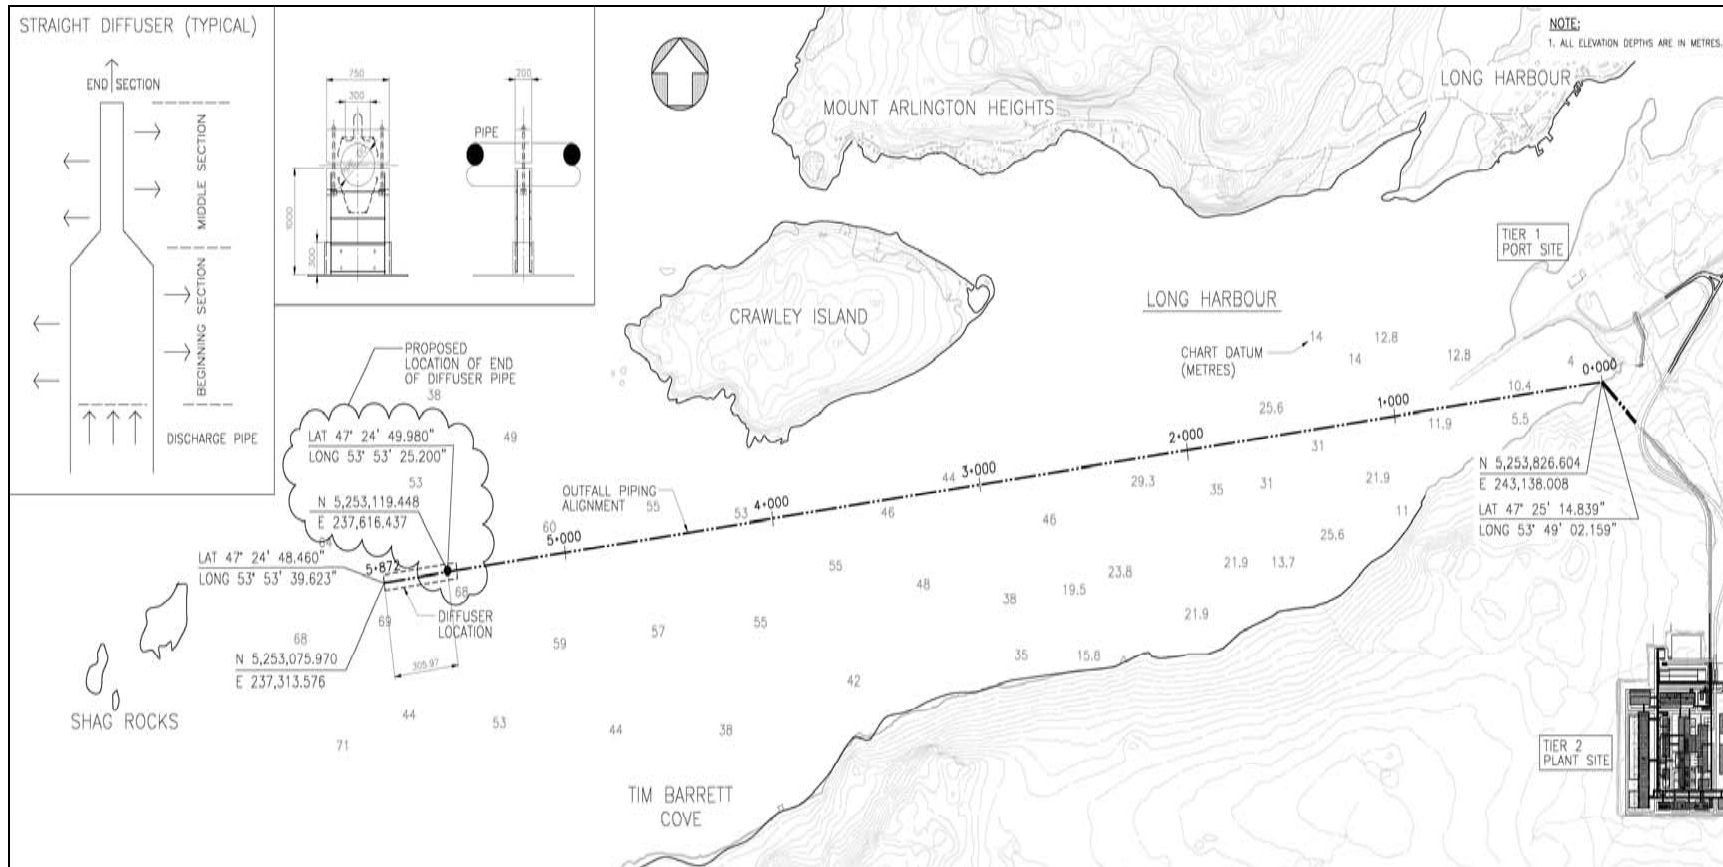 STRAIGHT DIFFUSER (TYPICAL)
END SECTION
MIDDLE SECTION
BEGINNING SECTION
DISCHARGE PIPE
750
300
200
PIPE
1000
300
NOTE:
1. ALL ELEVATION DEPTHS ARE IN METRES.
MOUNT ARLINGTON HEIGHTS
LONG HARBOUR
TIER 1
PORT SITE
CRAWLEY ISLAND
LONG HARBOUR
CHART DATUM
(METRES)
14
14
12.8
12.8
4
0+000
10.4
5.5
11.9
1+000
25.6
31
31
21.9
2+000
29.3
35
44
3+000
46
46
PROPOSED
LOCATION OF END
OF DIFFUSER PIPE
38
49
LAT 47° 24' 49.980"
LONG 53° 53' 25.200"
53
N 5,253,119.448
E 237,616.437
64
OUTFALL PIPING
ALIGNMENT
55
53
4+000
60
5+000
LAT 47° 24' 48.460"
LONG 53° 53' 39.623"
5+872
N 5,253,826.604
E 243,138.008
LAT 47° 25' 14.839"
LONG 53° 49' 02.159"
11
25.6
21.9
13.7
23.8
19.5
38
48
55
21.9
68
69
DIFFUSER
LOCATION
68
N 5,253,075.970
E 237,313.576
305.97
59
57
55
35
15.8
42
44
53
44
38
71
SHAG ROCKS
TIM BARRETT
COVE
TIER 2
PLANT SITE